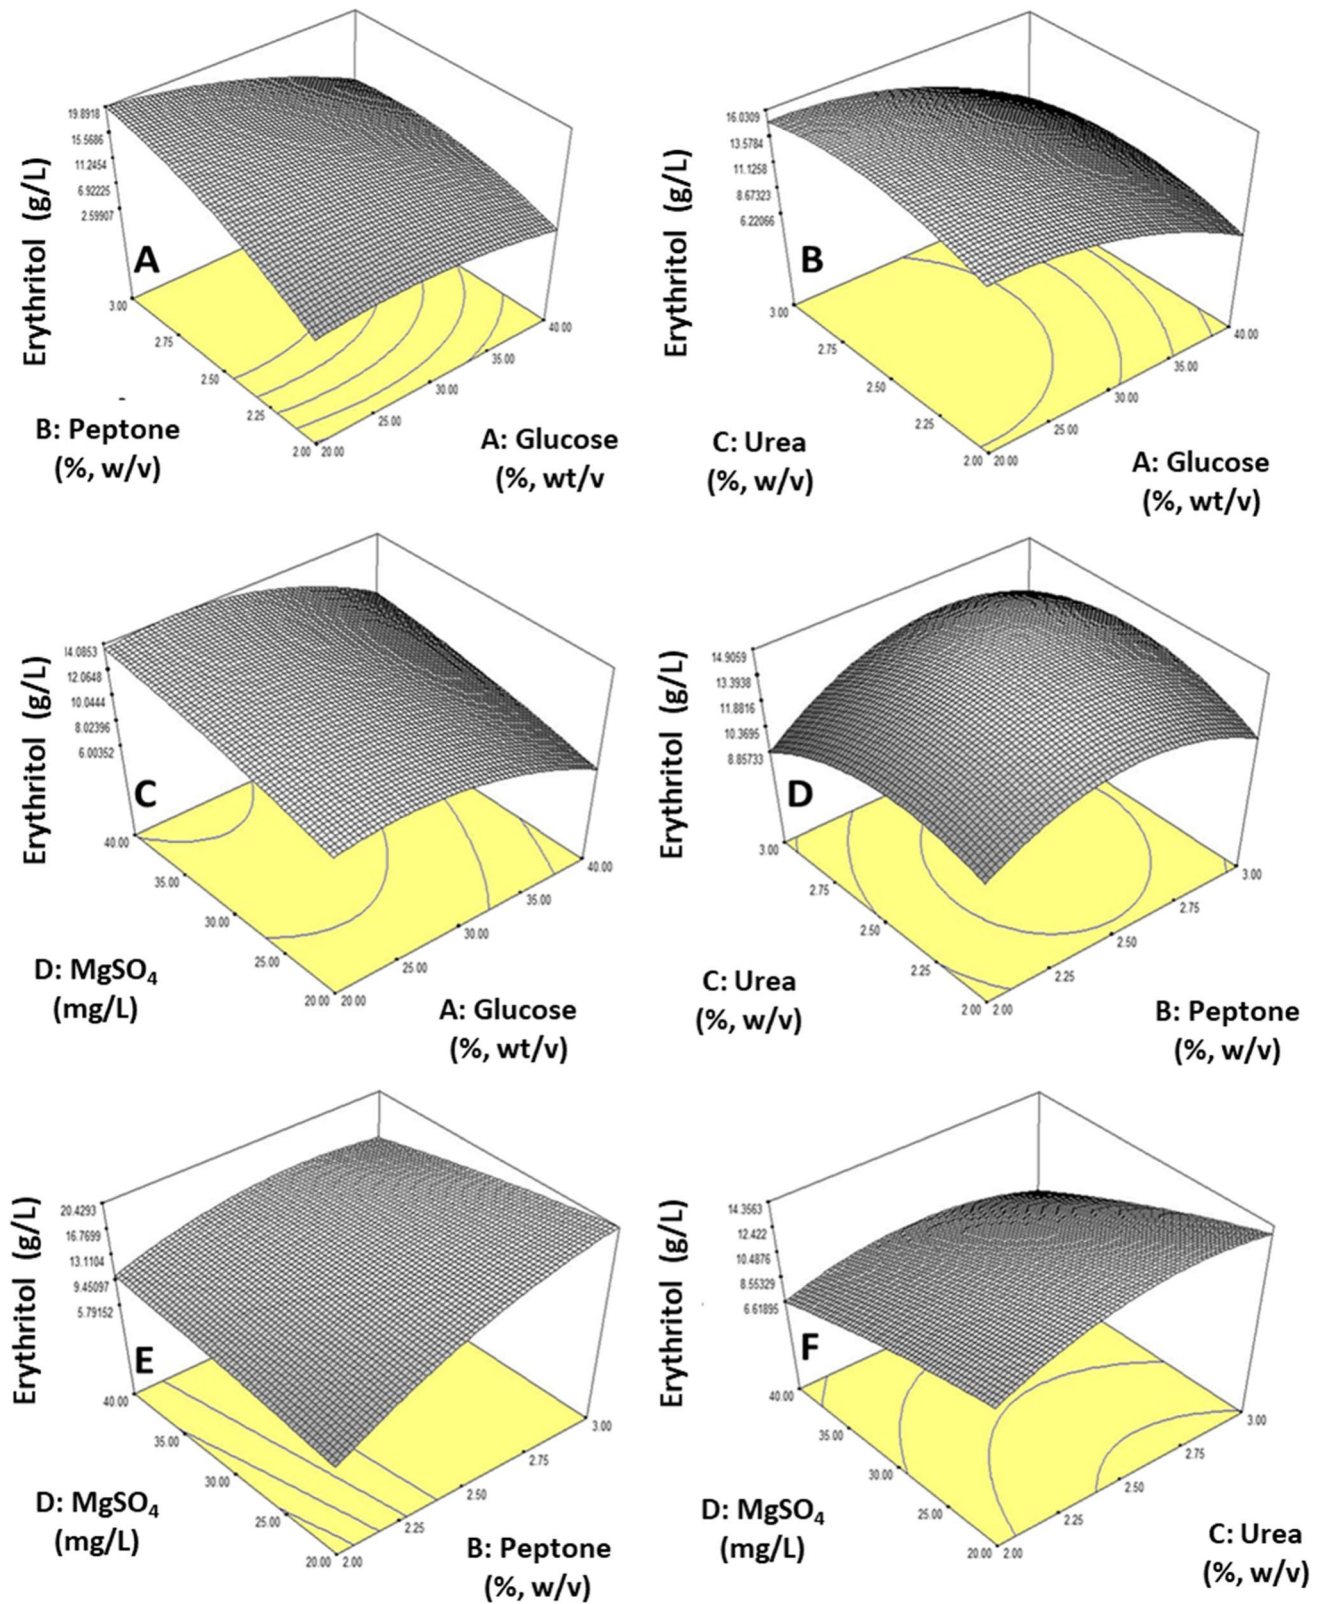 Erythritol (g/L)
19.8918
15.5686
11.2454
6.92225
2.59907
A
3.00
2.75
2.50
2.25
2.00
20.00
25.00
30.00
35.00
40.00
B: Peptone
(%, w/v)
A: Glucose
(%, wt/v
Erythritol (g/L)
16.0309
13.5784
11.1258
8.67323
6.22066
B
3.00
2.75
2.50
2.25
2.00
20.00
25.00
30.00
35.00
40.00
C: Urea
(%, w/v)
A: Glucose
(%, wt/v)
Erythritol (g/L)
14.0853
12.0648
10.0444
8.02396
6.00352
C
40.00
35.00
30.00
25.00
20.00
20.00
25.00
30.00
35.00
40.00
D: MgSO₄
(mg/L)
A: Glucose
(%, wt/v)
Erythritol (g/L)
14.9059
13.3938
11.8816
10.3695
8.85733
D
3.00
2.75
2.50
2.25
2.00
2.00
2.25
2.50
2.75
3.00
C: Urea
(%, w/v)
B: Peptone
(%, w/v)
Erythritol (g/L)
20.4293
16.7699
13.1104
9.45097
5.79152
E
40.00
35.00
30.00
25.00
20.00
2.00
2.25
2.50
2.75
3.00
D: MgSO₄
(mg/L)
B: Peptone
(%, w/v)
Erythritol (g/L)
14.3563
12.422
10.4876
8.55329
6.61895
F
40.00
35.00
30.00
25.00
20.00
2.00
2.25
2.50
2.75
3.00
D: MgSO₄
(mg/L)
C: Urea
(%, w/v)